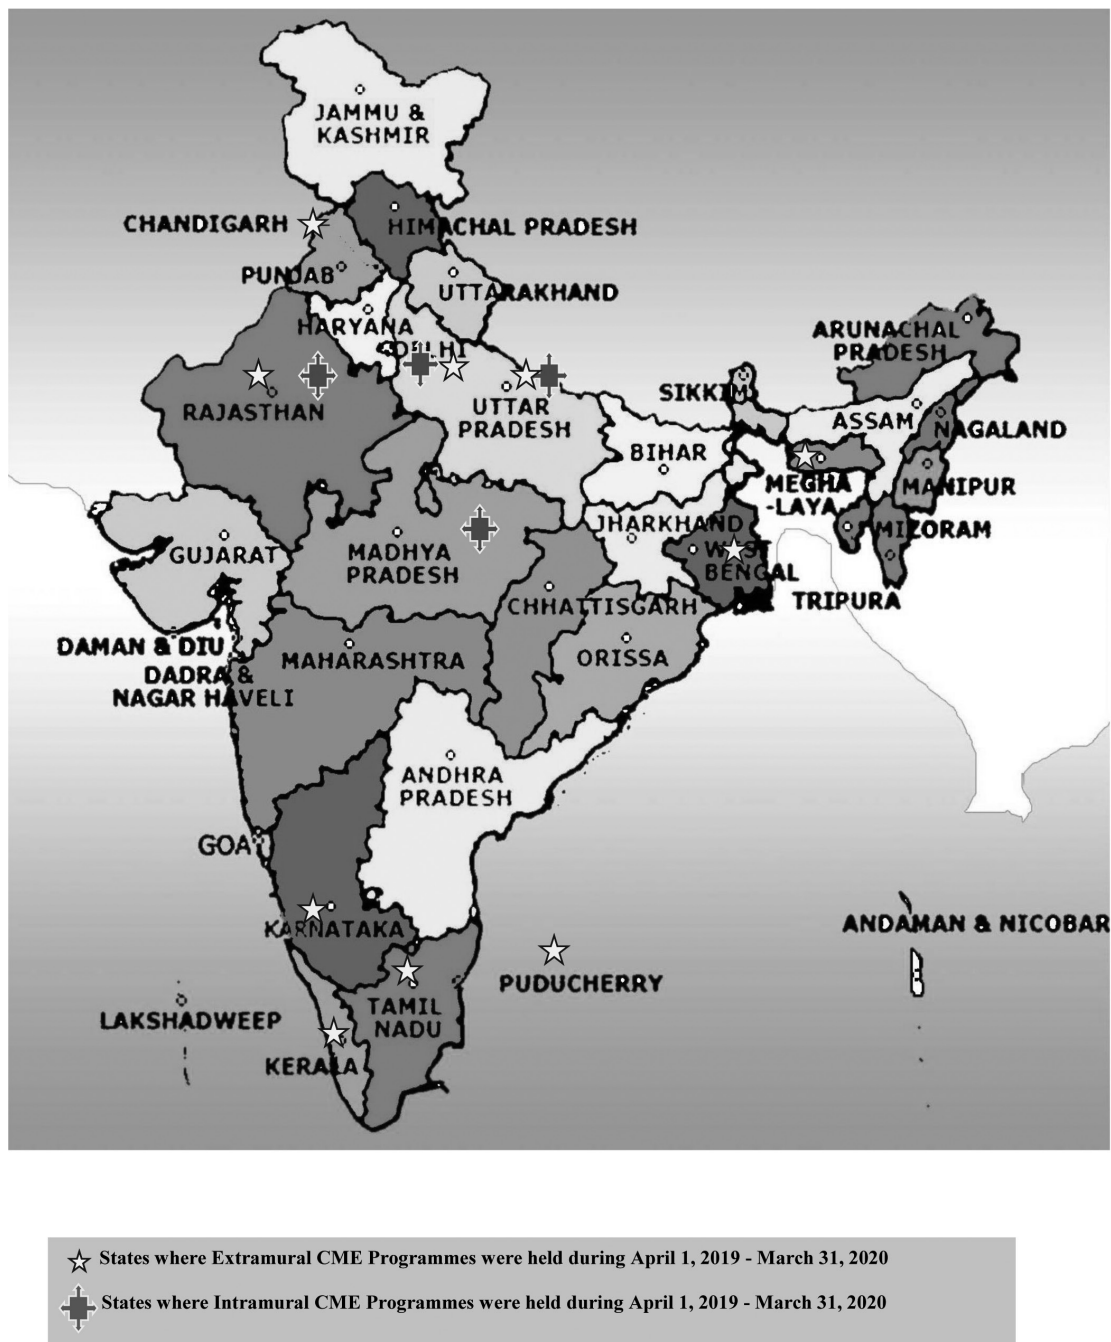 JAMMU &
KASHMIR
CHANDIGARH
HIMACHAL PRADESH
PUNJAB
UTTARAKHAND
HARYANA
DELHI
ARUNACHAL
PRADESH
SIKKIM
RAJASTHAN
UTTAR
PRADESH
ASSAM
NAGALAND
BIHAR
MEGHA
-LAYA
MANIPUR
JHARKHAND
MIZORAM
GUJARAT
MADHYA
PRADESH
WEST
BENGAL
CHHATTISGARH
TRIPURA
DAMAN & DIU
MAHARASHTRA
ORISSA
DADRA &
NAGAR HAVELI
ANDHRA
PRADESH
GOA
KARNATAKA
ANDAMAN & NICOBAR
PUDUCHERRY
TAMIL
NADU
LAKSHADWEEP
KERALA
States where Extramural CME Programmes were held during April 1, 2019 - March 31, 2020
States where Intramural CME Programmes were held during April 1, 2019 - March 31, 2020